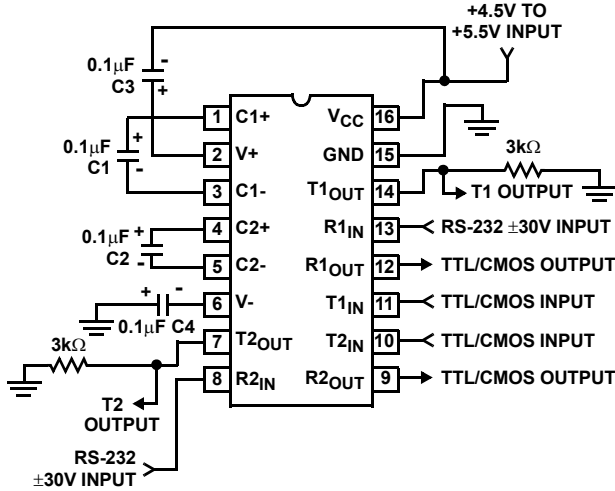 +4.5V TO
+5.5V INPUT
0.1μF
C3
-
+
1 C1+ VCC 16
0.1μF
C1
+
-
2 V+ GND 15
3 C1- T1OUT 14
3kΩ
T1 OUTPUT
0.1μF
C2
+
-
4 C2+ R1IN 13 RS-232 ±30V INPUT
5 C2- R1OUT 12 TTL/CMOS OUTPUT
+ -
0.1μF C4
6 V- T1IN 11 TTL/CMOS INPUT
3kΩ
7 T2OUT T2IN 10 TTL/CMOS INPUT
8 R2IN R2OUT 9 TTL/CMOS OUTPUT
T2
OUTPUT
RS-232
±30V INPUT